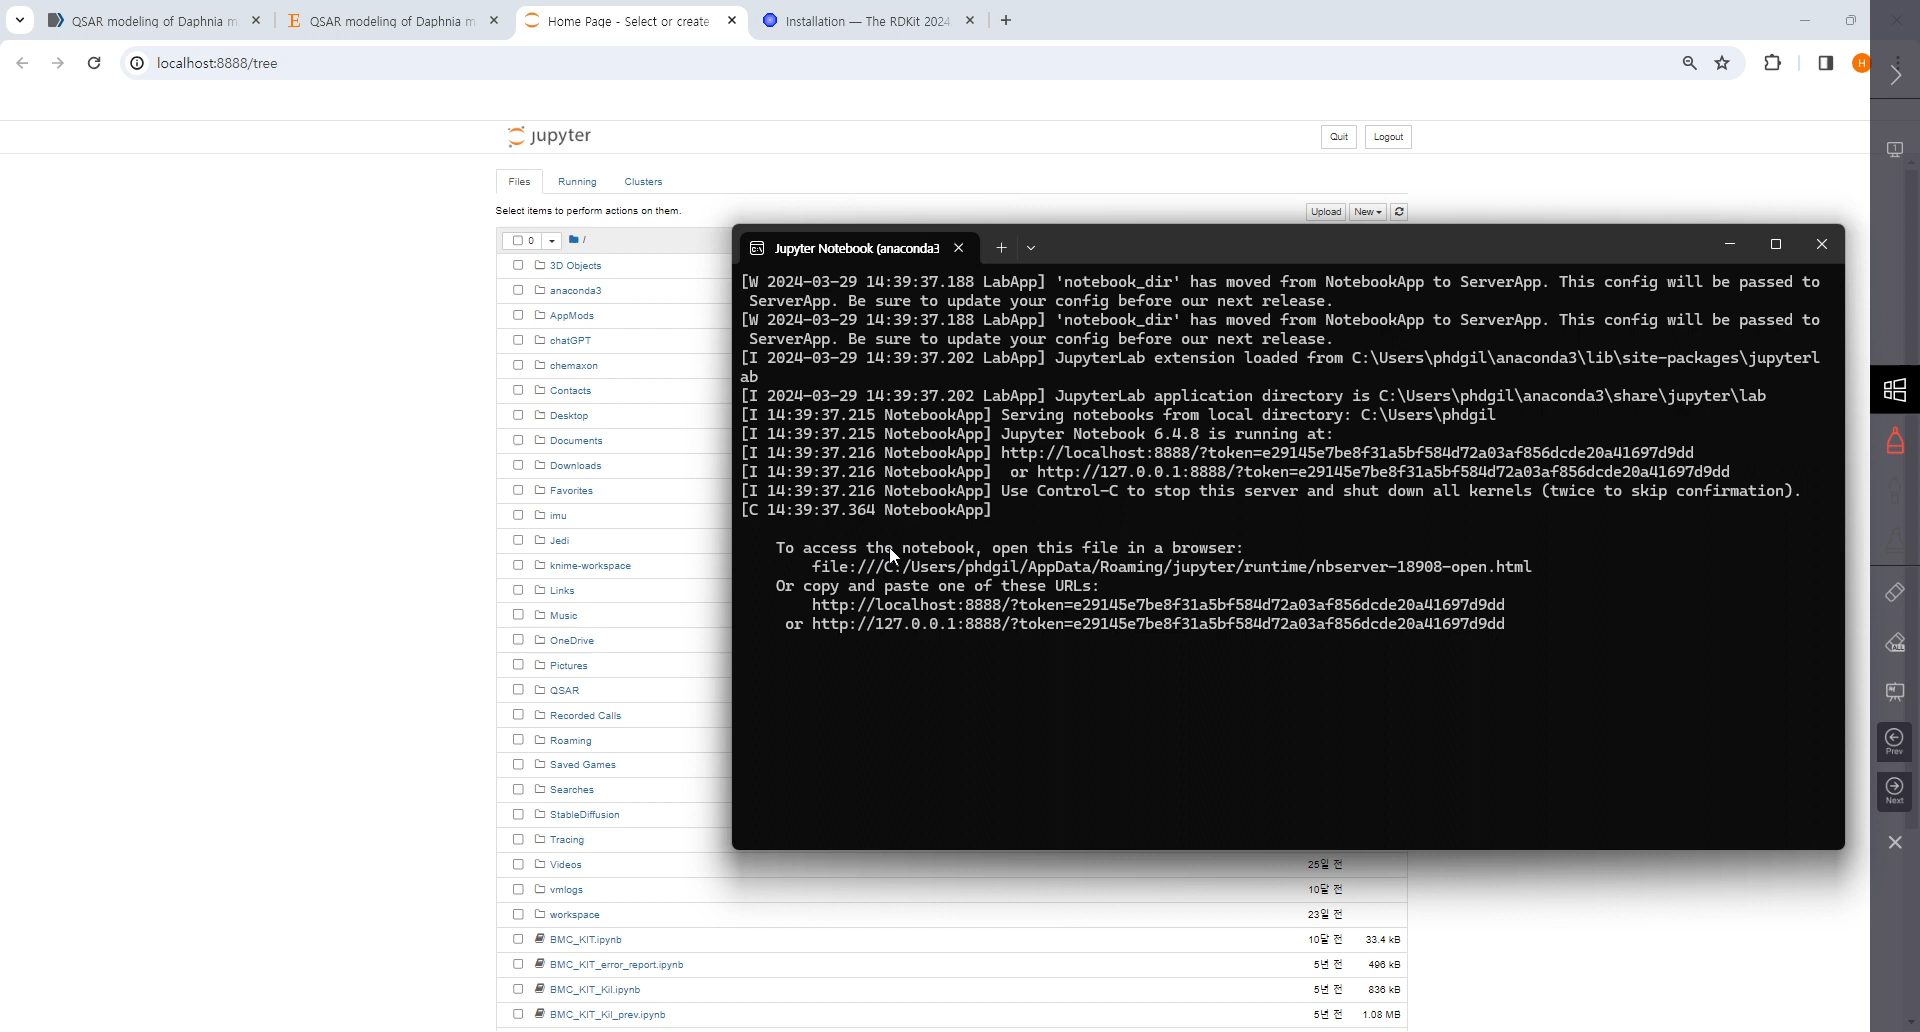 QSAR modeling of Daphnia m
QSAR modeling of Daphnia m
Home Page - Select or create
Installation — The RDKit 2024
localhost:8888/tree
H
jupyter
Quit
Logout
Files
Running
Clusters
Select items to perform actions on them.
Upload
New
0
/
3D Objects
anaconda3
AppMods
chatGPT
chemaxon
Contacts
Desktop
Documents
Downloads
Favorites
imu
Jedi
knime-workspace
Links
Music
OneDrive
Pictures
QSAR
Recorded Calls
Roaming
Saved Games
Searches
StableDiffusion
Tracing
Videos 25일 전
vmlogs 10달 전
workspace 23일 전
BMC_KIT.ipynb 10달 전 33.4 kB
BMC_KIT_error_report.ipynb 5년 전 496 kB
BMC_KIT_Kil.ipynb 5년 전 836 kB
BMC_KIT_Kil_prev.ipynb 5년 전 1.08 MB
Jupyter Notebook (anaconda3
[W 2024-03-29 14:39:37.188 LabApp] 'notebook_dir' has moved from NotebookApp to ServerApp. This config will be passed to
ServerApp. Be sure to update your config before our next release.
[W 2024-03-29 14:39:37.188 LabApp] 'notebook_dir' has moved from NotebookApp to ServerApp. This config will be passed to
ServerApp. Be sure to update your config before our next release.
[I 2024-03-29 14:39:37.202 LabApp] JupyterLab extension loaded from C:\Users\phdgil\anaconda3\lib\site-packages\jupyterl
ab
[I 2024-03-29 14:39:37.202 LabApp] JupyterLab application directory is C:\Users\phdgil\anaconda3\share\jupyter\lab
[I 14:39:37.215 NotebookApp] Serving notebooks from local directory: C:\Users\phdgil
[I 14:39:37.215 NotebookApp] Jupyter Notebook 6.4.8 is running at:
[I 14:39:37.216 NotebookApp] http://localhost:8888/?token=e29145e7be8f31a5bf584d72a03af856dcde20a41697d9dd
[I 14:39:37.216 NotebookApp]  or http://127.0.0.1:8888/?token=e29145e7be8f31a5bf584d72a03af856dcde20a41697d9dd
[I 14:39:37.216 NotebookApp] Use Control-C to stop this server and shut down all kernels (twice to skip confirmation).
[C 14:39:37.364 NotebookApp]
To access the notebook, open this file in a browser:
file:///C:/Users/phdgil/AppData/Roaming/jupyter/runtime/nbserver-18908-open.html
Or copy and paste one of these URLs:
http://localhost:8888/?token=e29145e7be8f31a5bf584d72a03af856dcde20a41697d9dd
or http://127.0.0.1:8888/?token=e29145e7be8f31a5bf584d72a03af856dcde20a41697d9dd
1
ALL
Prev
Next